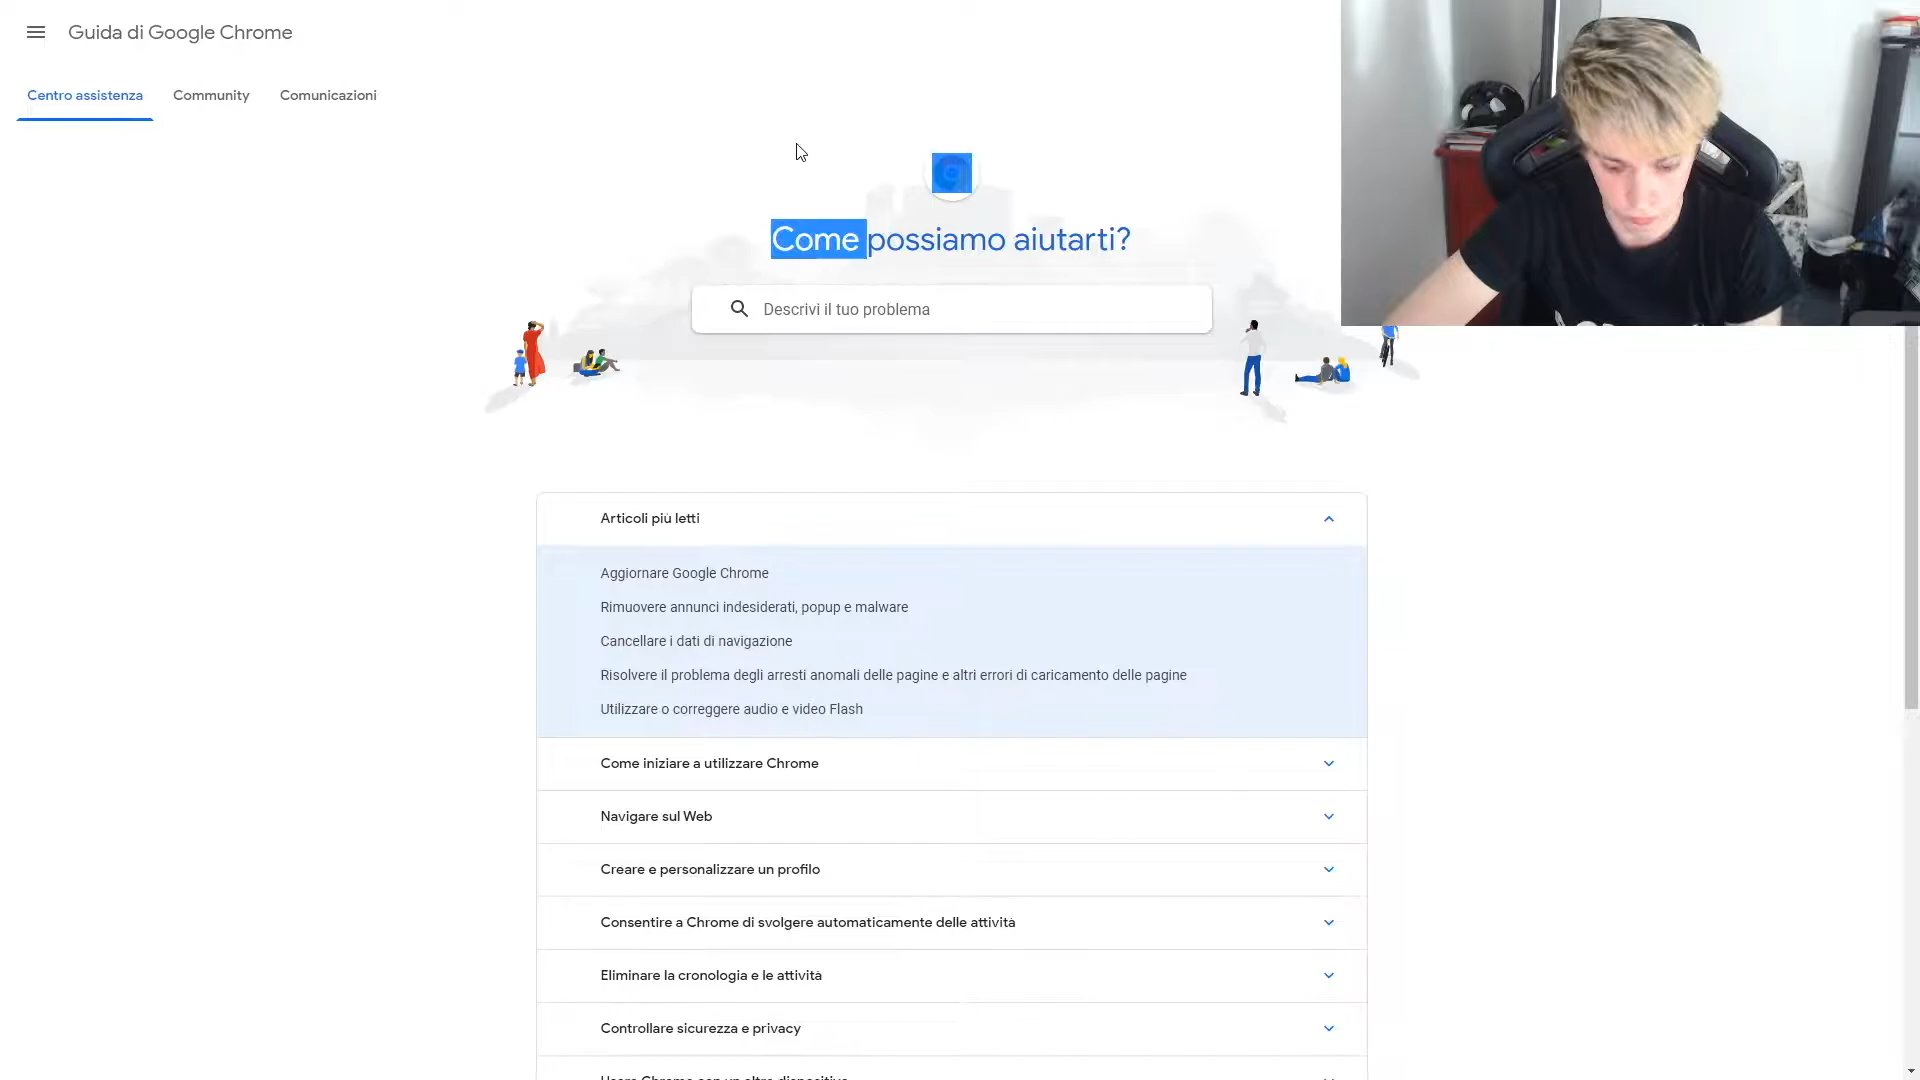 Guida di Google Chrome
Centro assistenza
Community
Comunicazioni
Come possiamo aiutarti?
Descrivi il tuo problema
Articoli più letti
Aggiornare Google Chrome
Rimuovere annunci indesiderati, popup e malware
Cancellare i dati di navigazione
Risolvere il problema degli arresti anomali delle pagine e altri errori di caricamento delle pagine
Utilizzare o correggere audio e video Flash
Come iniziare a utilizzare Chrome
Navigare sul Web
Creare e personalizzare un profilo
Consentire a Chrome di svolgere automaticamente delle attività
Eliminare la cronologia e le attività
Controllare sicurezza e privacy